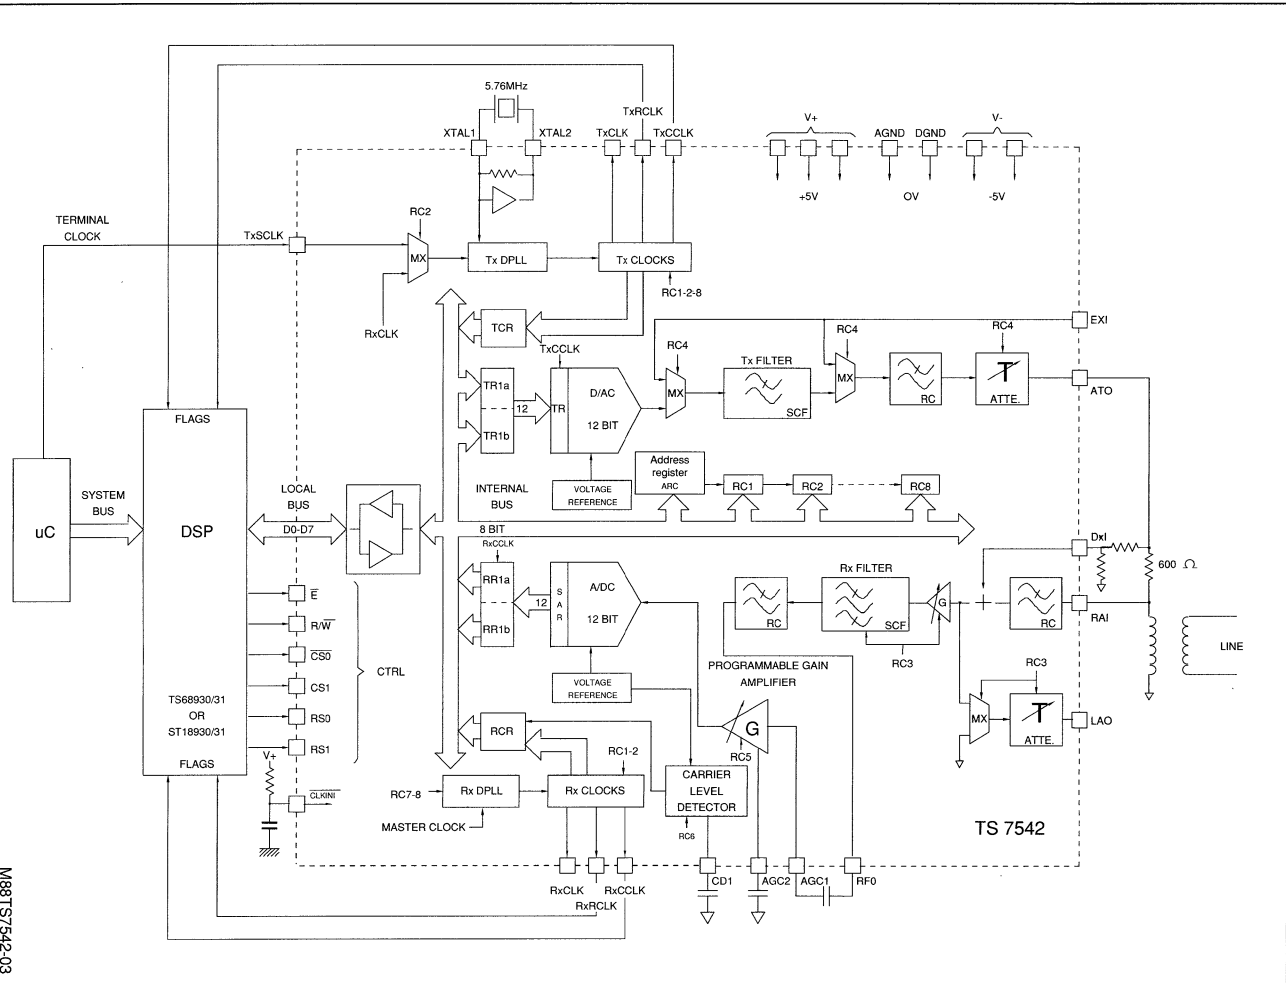 5.76MHz
TxRCLK
XTAL1
XTAL2
TxCLK
TxCCLK
V+
AGND
DGND
V-
+5V
OV
-5V
TERMINAL
CLOCK
TxSCLK
RC2
MX
Tx DPLL
Tx CLOCKS
RC1-2-8
RxCLK
TCR
TxCCLK
EXI
RC4
RC4
RC4
Tx FILTER
TR1a
12
TR
D/AC
12 BIT
TR1b
MX
SCF
MX
RC
T
ATTE.
ATO
FLAGS
VOLTAGE
REFERENCE
Address
register
ARC
RC1
RC2
RC8
SYSTEM
BUS
LOCAL
BUS
INTERNAL
BUS
uC
DSP
D0-D7
8 BIT
RxCCLK
DxI
600 Ω
RR1a
12
S
A
R
A/DC
12 BIT
RR1b
Rx FILTER
RC
SCF
G
RC
RAI
RC3
LINE
E
R/W
CS0
CS1
RS0
RS1
CTRL
VOLTAGE
REFERENCE
PROGRAMMABLE GAIN
AMPLIFIER
RC3
MX
T
ATTE.
LAO
TS68930/31
OR
ST18930/31
FLAGS
V+
CLKINI
RCR
RC1-2
G
RC5
RC7-8
Rx DPLL
Rx CLOCKS
MASTER CLOCK
CARRIER
LEVEL
DETECTOR
RC6
TS 7542
RxCLK
RxRCLK
RxCCLK
CD1
AGC2
AGC1
RF0
M88TS7542-03